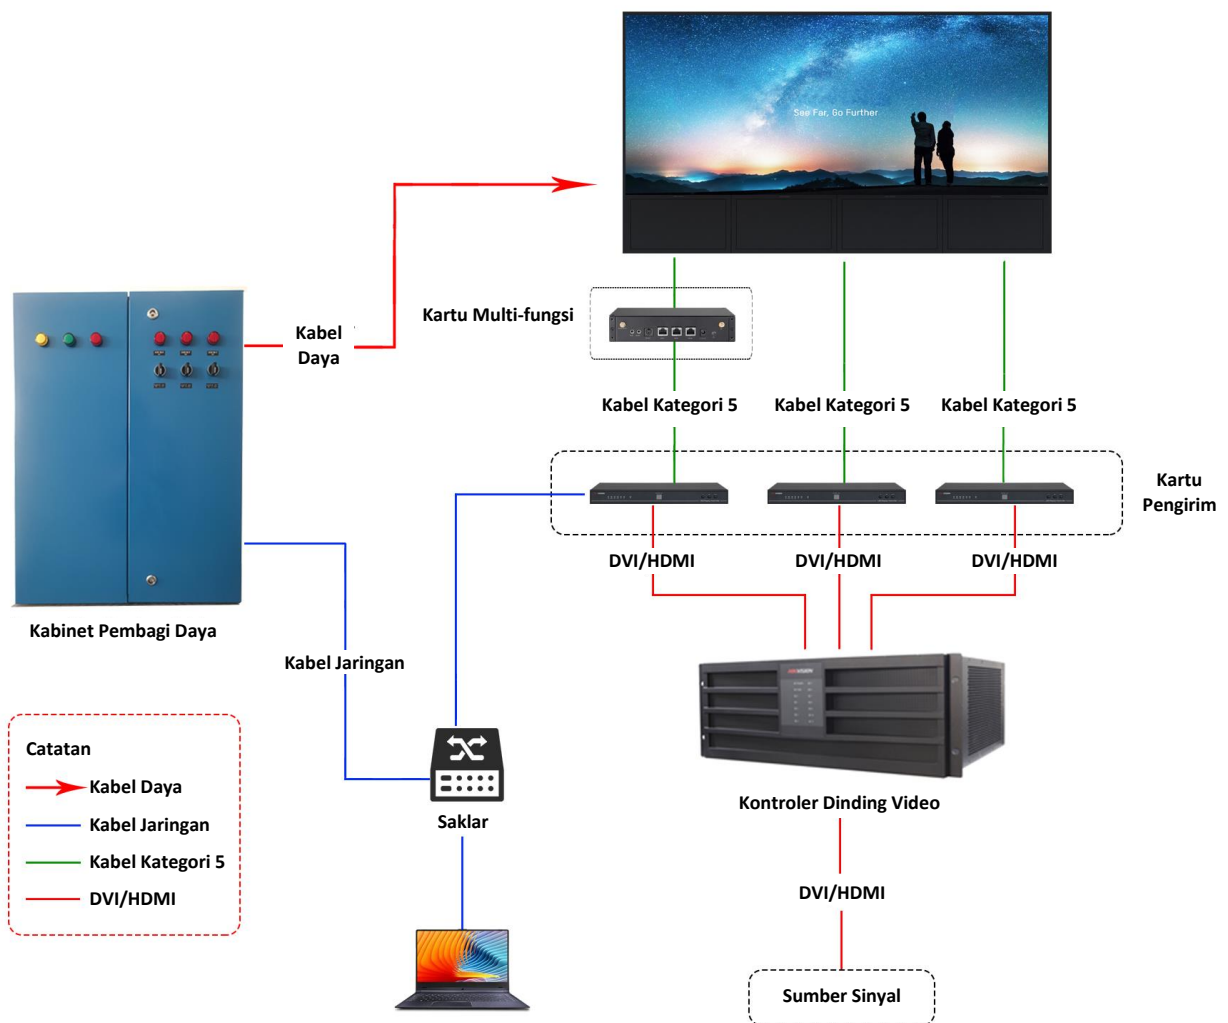 See Far, Go Further
Kartu Multi-fungsi
Kabel
Daya
Kabel Kategori 5
Kabel Kategori 5
Kabel Kategori 5
Kartu
Pengirim
DVI/HDMI
DVI/HDMI
DVI/HDMI
Kabinet Pembagi Daya
Kabel Jaringan
HIKVISION
Catatan
Kabel Daya
Kabel Jaringan
Kabel Kategori 5
DVI/HDMI
Saklar
Kontroler Dinding Video
DVI/HDMI
Sumber Sinyal